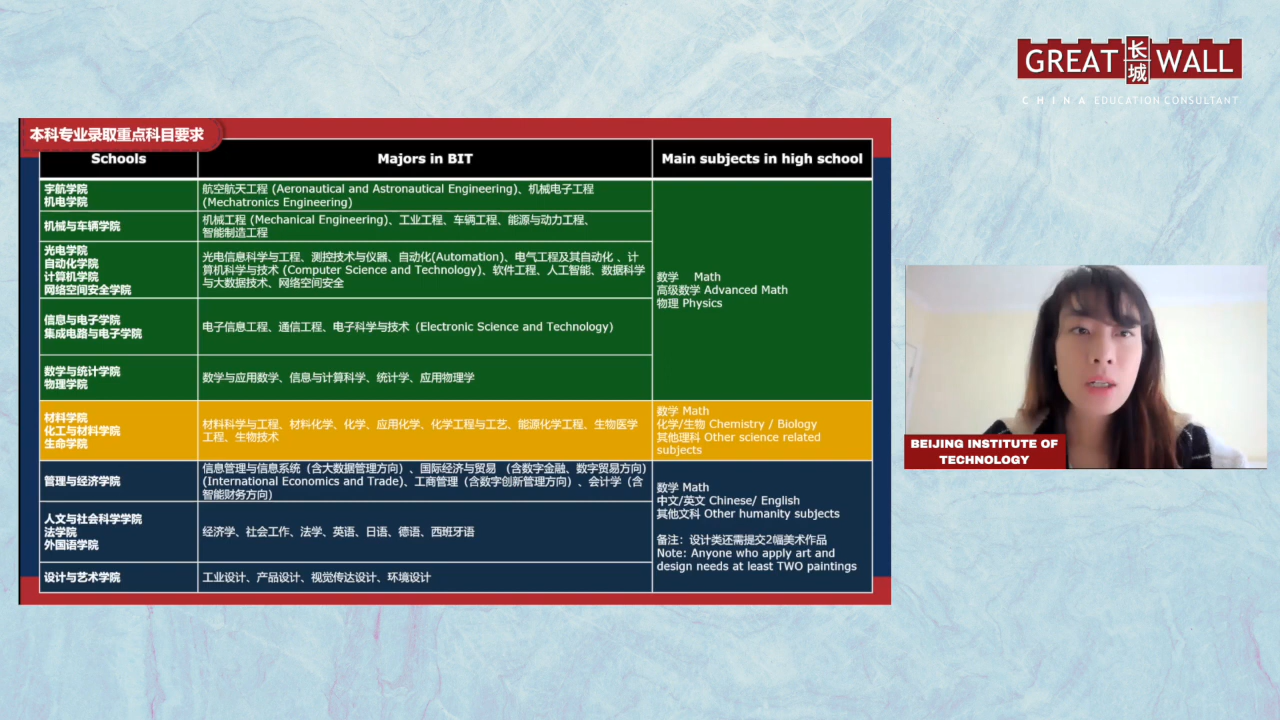 GREAT 长城 WALL
CHINA EDUCATION CONSULTANT
本科专业录取重点科目要求
Schools
Majors in BIT
Main subjects in high school
宇航学院
机电学院
航空航天工程 (Aeronautical and Astronautical Engineering)、机械电子工程
(Mechatronics Engineering)
机械与车辆学院
机械工程 (Mechanical Engineering)、工业工程、车辆工程、能源与动力工程、
智能制造工程
光电学院
自动化学院
计算机学院
网络空间安全学院
光电信息科学与工程、测控技术与仪器、自动化(Automation)、电气工程及其自动化 、计
算机科学与技术 (Computer Science and Technology)、软件工程、人工智能、数据科学
与大数据技术、网络空间安全
信息与电子学院
集成电路与电子学院
电子信息工程、通信工程、电子科学与技术（Electronic Science and Technology)
数学与统计学院
物理学院
数学与应用数学、信息与计算科学、统计学、应用物理学
数学 Math
高级数学 Advanced Math
物理 Physics
材料学院
化工与材料学院
生命学院
材料科学与工程、材料化学、化学、应用化学、化学工程与工艺、能源化学工程、生物医学
工程、生物技术
数学 Math
化学/生物 Chemistry / Biology
其他理科 Other science related
subjects
管理与经济学院
信息管理与信息系统（含大数据管理方向）、国际经济与贸易 （含数字金融、数字贸易方向)
(International Economics and Trade)、工商管理（含数字创新管理方向）、会计学（含
智能财务方向）
人文与社会科学学院
法学院
外国语学院
经济学、社会工作、法学、英语、日语、德语、西班牙语
设计与艺术学院
工业设计、产品设计、视觉传达设计、环境设计
数学 Math
中文/英文 Chinese/ English
其他文科 Other humanity subjects
备注：设计类还需提交2幅美术作品
Note: Anyone who apply art and
design needs at least TWO paintings
BEIJING INSTITUTE OF
TECHNOLOGY